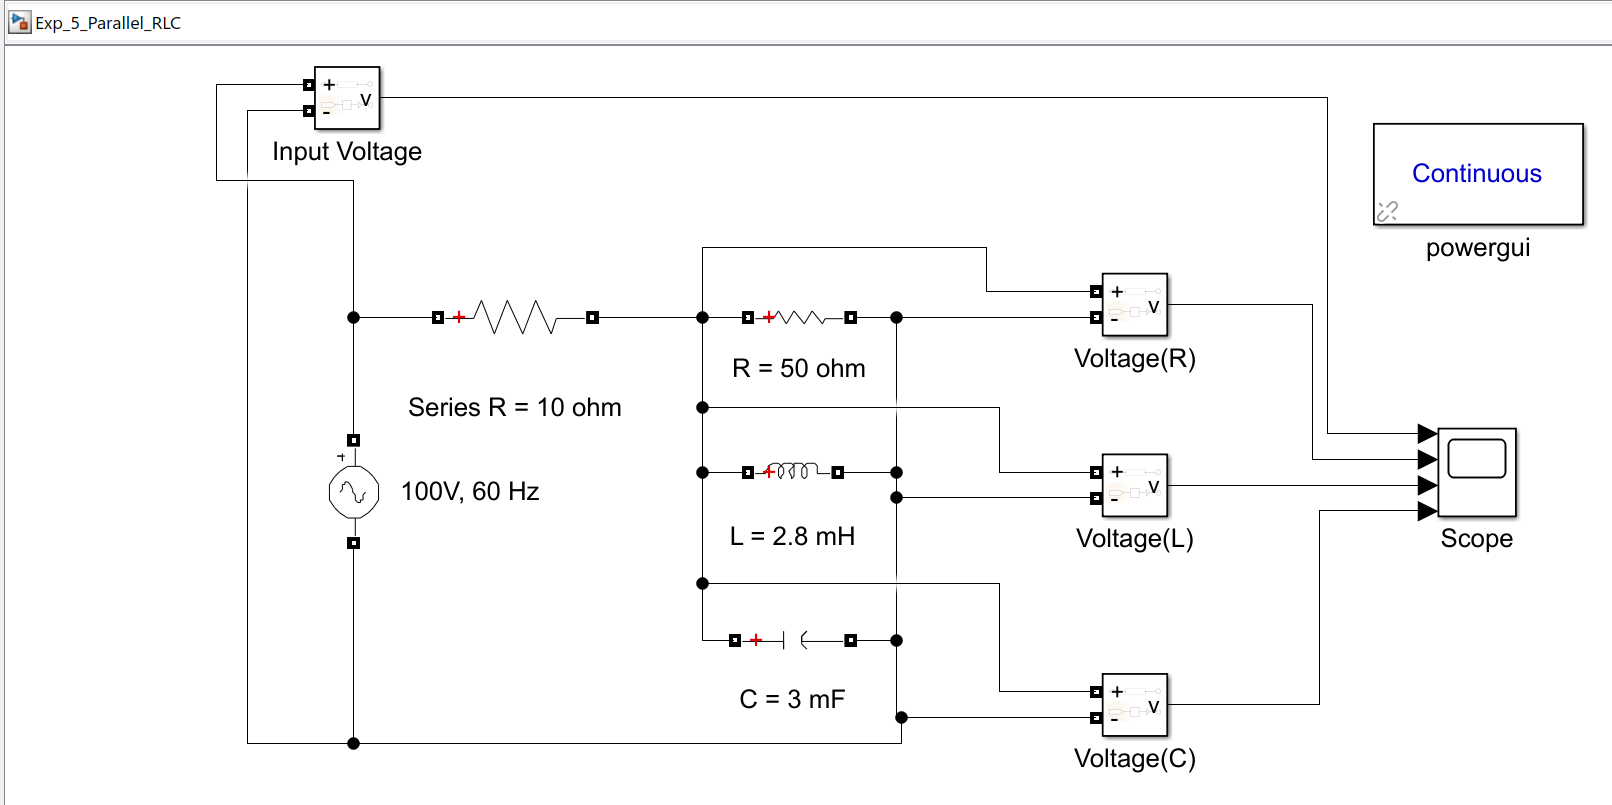 Exp_5_Parallel_RLC
+
-
v
Input Voltage
Continuous
powergui
+
-
v
Voltage(R)
+
+
R = 50 ohm
Series R = 10 ohm
+
100V, 60 Hz
+
L = 2.8 mH
+
-
v
Voltage(L)
Scope
+
C = 3 mF
+
-
v
Voltage(C)